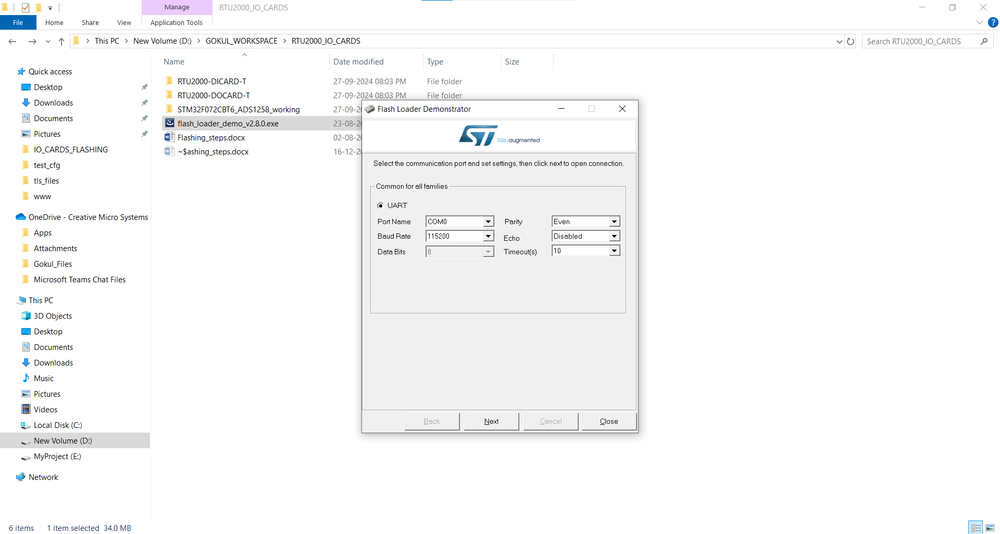 Manage
RTU2000_IO_CARDS
File
Home
Share
View
Application Tools
?
This PC
New Volume (D:)
GOKUL_WORKSPACE
RTU2000_IO_CARDS
Search RTU2000_IO_CARDS
Quick access
Desktop
Downloads
Documents
Pictures
IO_CARDS_FLASHING
test_cfg
tls_files
www
OneDrive - Creative Micro Systems
Apps
Attachments
Gokul_Files
Microsoft Teams Chat Files
This PC
3D Objects
Desktop
Documents
Downloads
Music
Pictures
Videos
Local Disk (C:)
New Volume (D:)
MyProject (E:)
Network
Name Date modified Type Size
RTU2000-DICARD-T 27-09-2024 08:03 PM File folder
RTU2000-DOCARD-T 27-09-2024 08:03 PM File folder
STM32F072CBT6_ADS1258_working 27-09-2
flash_loader_demo_v2.8.0.exe 23-08-2
Flashing_steps.docx 02-08-2
~$ashing_steps.docx 16-12-2
Flash Loader Demonstrator
ST life.augmented
Select the communication port and set settings, then click next to open connection.
Common for all families
UART
Port Name COM0 Parity Even
Baud Rate 115200 Echo Disabled
Data Bits 8 Timeout(s) 10
Back Next Cancel Close
6 items 1 item selected 34.0 MB